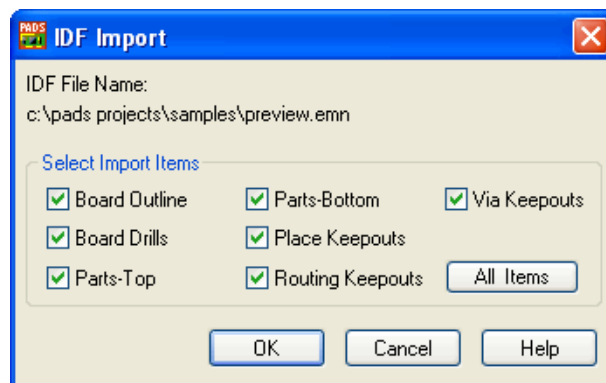 PADS
IDF Import
IDF File Name:
c:\pads projects\samples\preview.emn
Select Import Items
Board Outline Parts-Bottom Via Keepouts
Board Drills Place Keepouts
Parts-Top Routing Keepouts All Items
OK Cancel Help